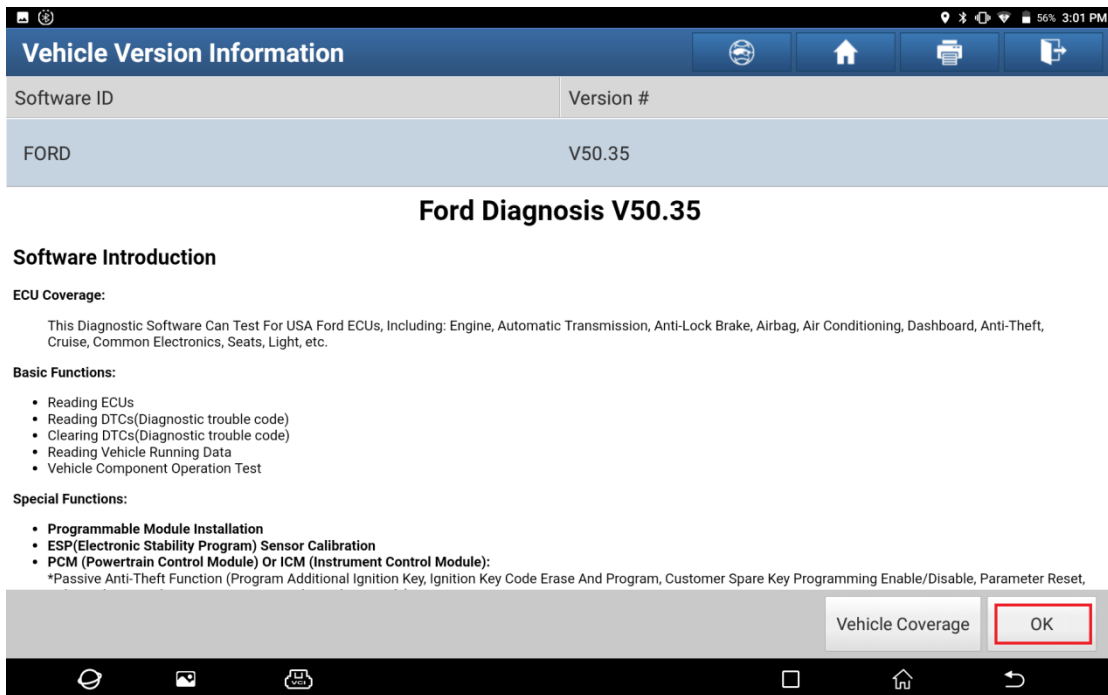 56% 3:01 PM
Vehicle Version Information
Software ID Version #
FORD V50.35
Ford Diagnosis V50.35
Software Introduction
ECU Coverage:
This Diagnostic Software Can Test For USA Ford ECUs, Including: Engine, Automatic Transmission, Anti-Lock Brake, Airbag, Air Conditioning, Dashboard, Anti-Theft,
Cruise, Common Electronics, Seats, Light, etc.
Basic Functions:
• Reading ECUs
• Reading DTCs(Diagnostic trouble code)
• Clearing DTCs(Diagnostic trouble code)
• Reading Vehicle Running Data
• Vehicle Component Operation Test
Special Functions:
• Programmable Module Installation
• ESP(Electronic Stability Program) Sensor Calibration
• PCM (Powertrain Control Module) Or ICM (Instrument Control Module):
*Passive Anti-Theft Function (Program Additional Ignition Key, Ignition Key Code Erase And Program, Customer Spare Key Programming Enable/Disable, Parameter Reset,
Vehicle Coverage OK
VCI